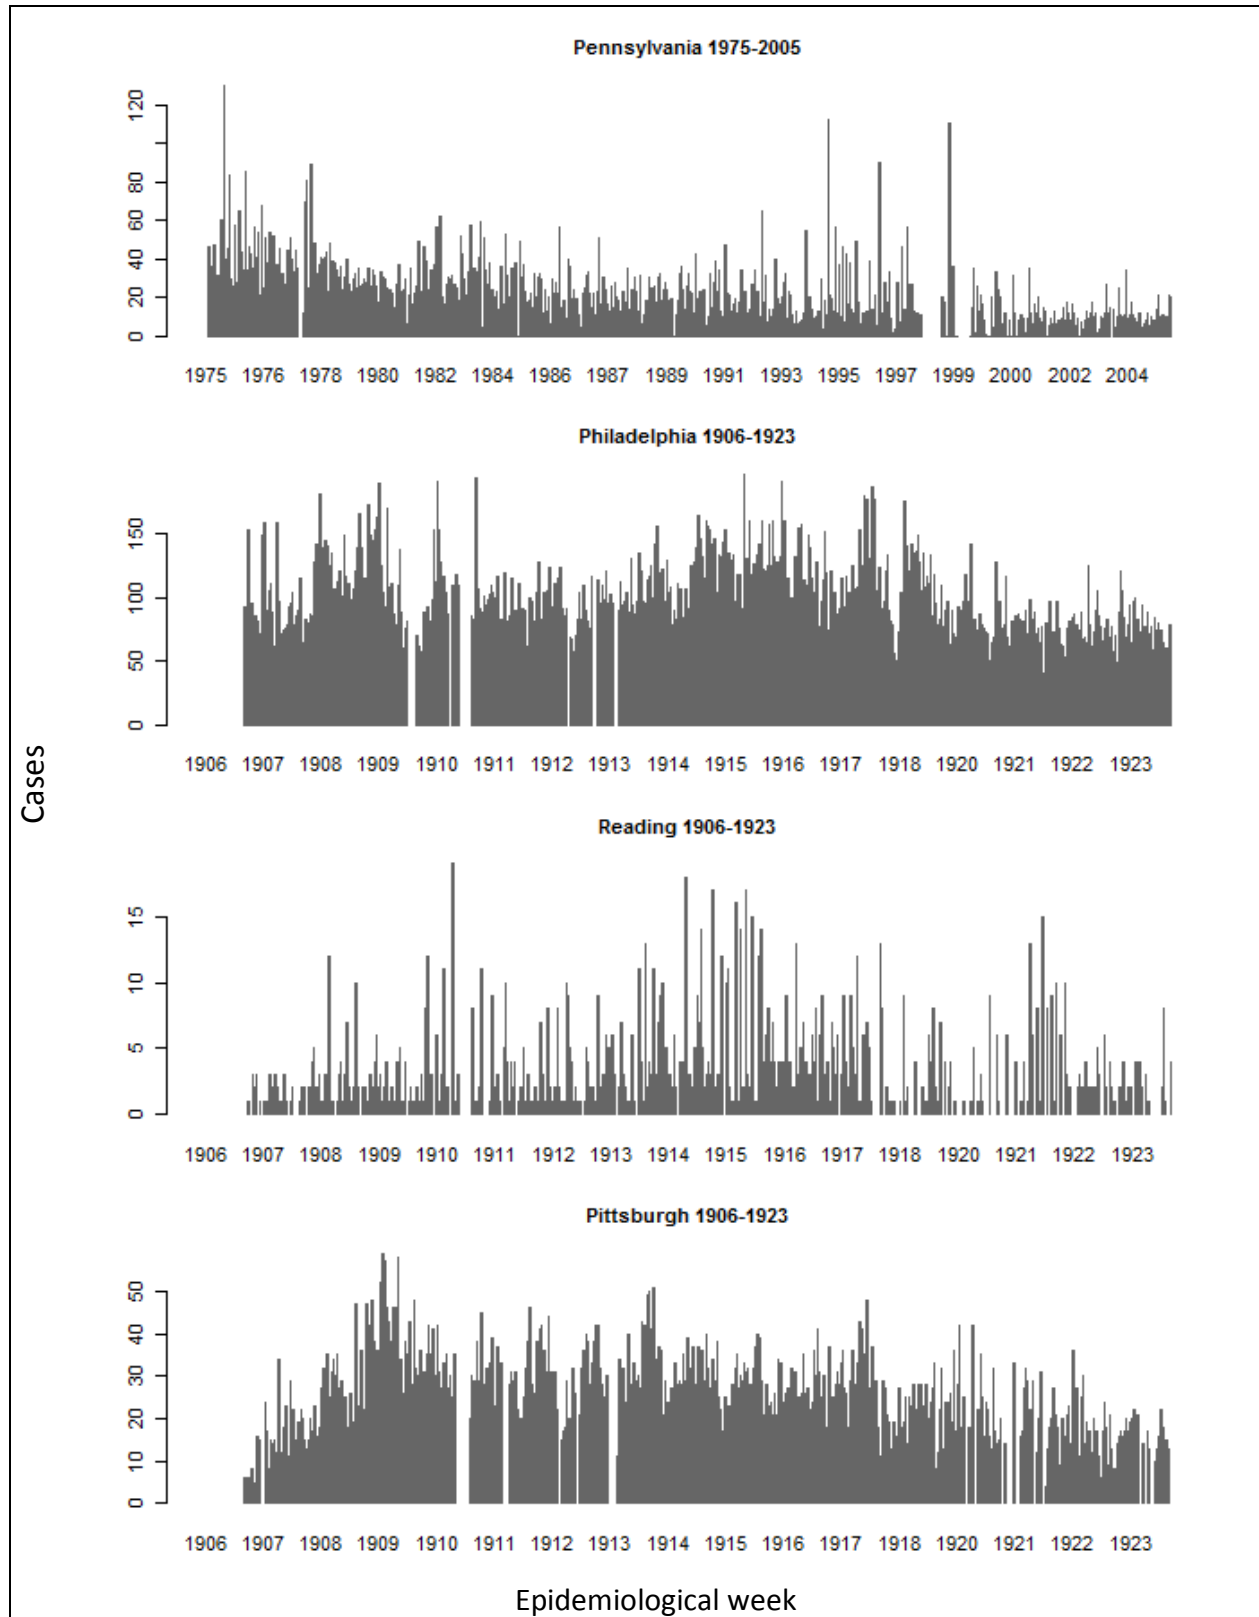 Pennsylvania 1975-2005
120
80
60
40
20
0
1975 1976 1978 1980 1982 1984 1986 1987 1989 1991 1993 1995 1997 1999 2000 2002 2004
Philadelphia 1906-1923
150
100
50
0
1906 1907 1908 1909 1910 1911 1912 1913 1914 1915 1916 1917 1918 1920 1921 1922 1923
Cases
Reading 1906-1923
15
10
5
0
1906 1907 1908 1909 1910 1911 1912 1913 1914 1915 1916 1917 1918 1920 1921 1922 1923
Pittsburgh 1906-1923
50
40
30
20
10
0
1906 1907 1908 1909 1910 1911 1912 1913 1914 1915 1916 1917 1918 1920 1921 1922 1923
Epidemiological week